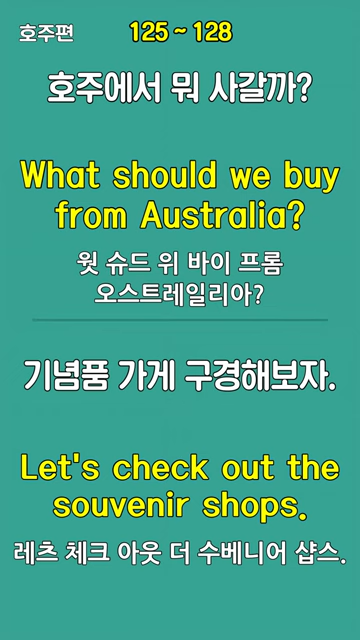 호주편
125 ~ 128
호주에서 뭐 사갈까?
What should we buy
from Australia?
웟 슈드 위 바이 프롬
오스트레일리아?
기념품 가게 구경해보자.
Let's check out the
souvenir shops.
레츠 체크 아웃 더 수베니어 샵스.